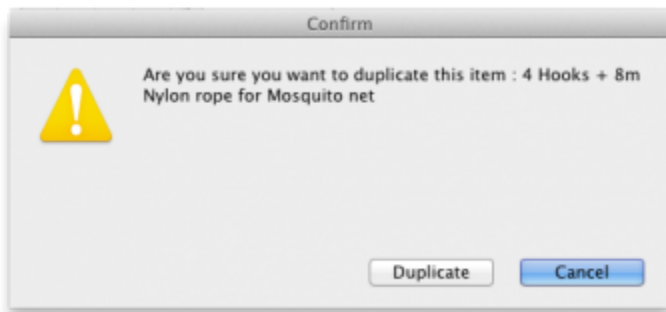 Confirm
Are you sure you want to duplicate this item : 4 Hooks + 8m
Nylon rope for Mosquito net
Duplicate
Cancel